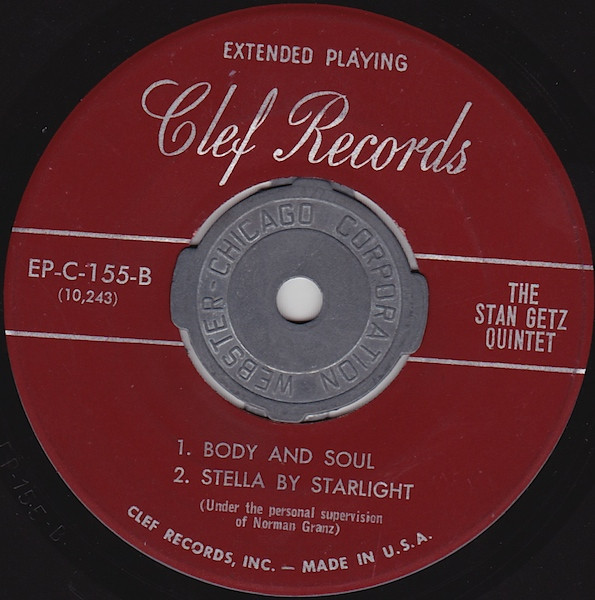 EXTENDED PLAYING
Clef Records
WEBSTER-CHICAGO CORPORATION
EP-C-155-B
(10,243)
THE
STAN GETZ
QUINTET
1. BODY AND SOUL
2. STELLA BY STARLIGHT
(Under the personal supervision
of Norman Granz)
CLEF RECORDS, INC. — MADE IN U.S.A.